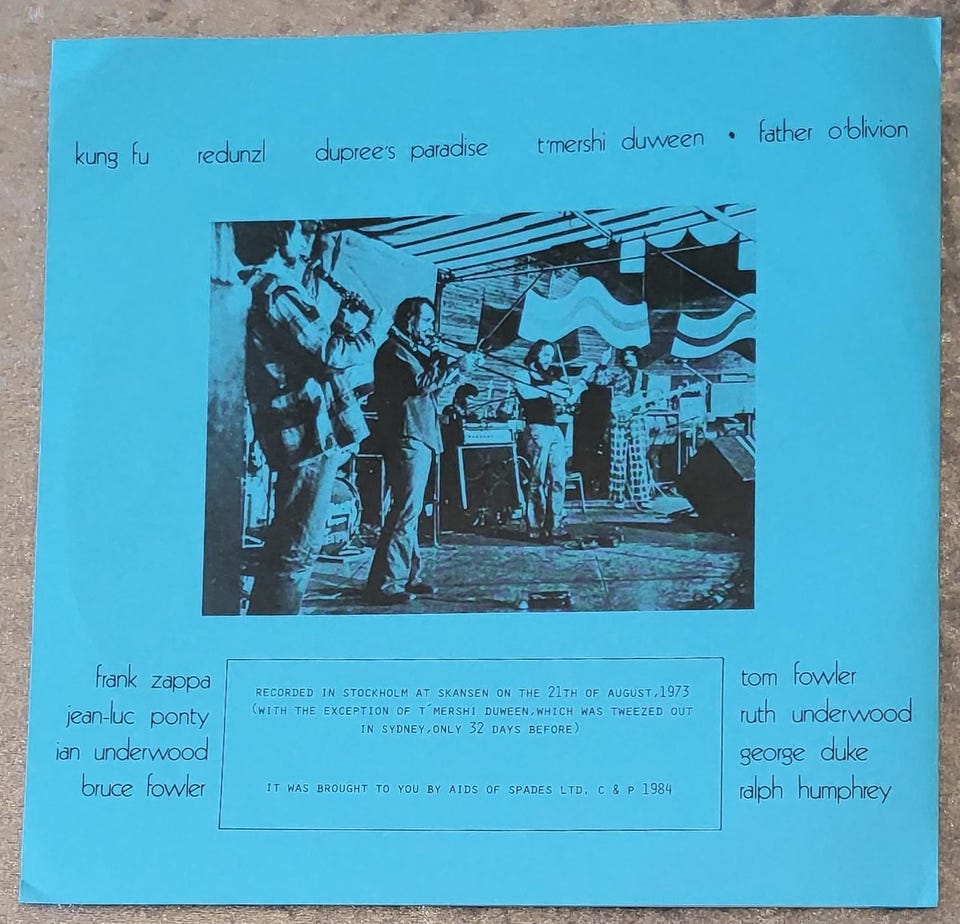 kung fu redunzl dupree's paradise t'mershi duween • father o'blivion
frank zappa
jean-luc ponty
ian underwood
bruce fowler
RECORDED IN STOCKHOLM AT SKANSEN ON THE 21TH OF AUGUST,1973
(WITH THE EXCEPTION OF T´MERSHI DUWEEN,WHICH WAS TWEEZED OUT
IN SYDNEY,ONLY 32 DAYS BEFORE)
IT WAS BROUGHT TO YOU BY AIDS OF SPADES LTD. C & P 1984
tom fowler
ruth underwood
george duke
ralph humphrey